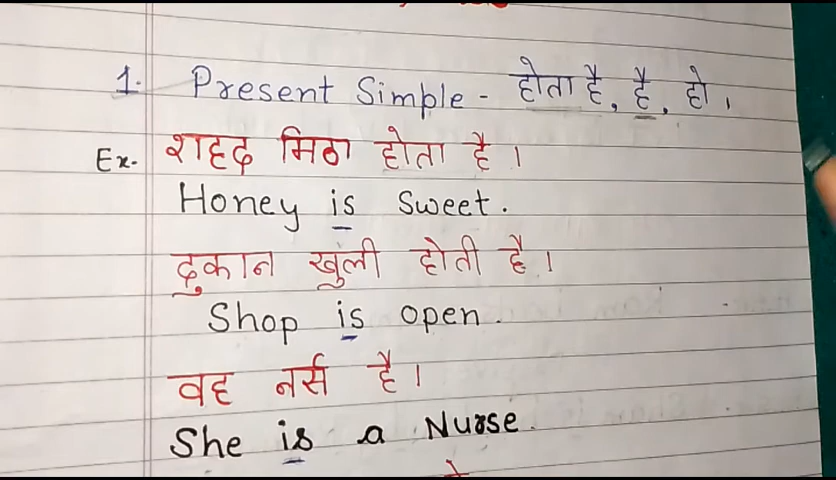 1. Present Simple - होता है, है, हो ।
Ex. शहद मिठा होता है ।
Honey is Sweet.
दुकान खुली होती है ।
Shop is open.
वह नर्स है ।
She is a Nurse.